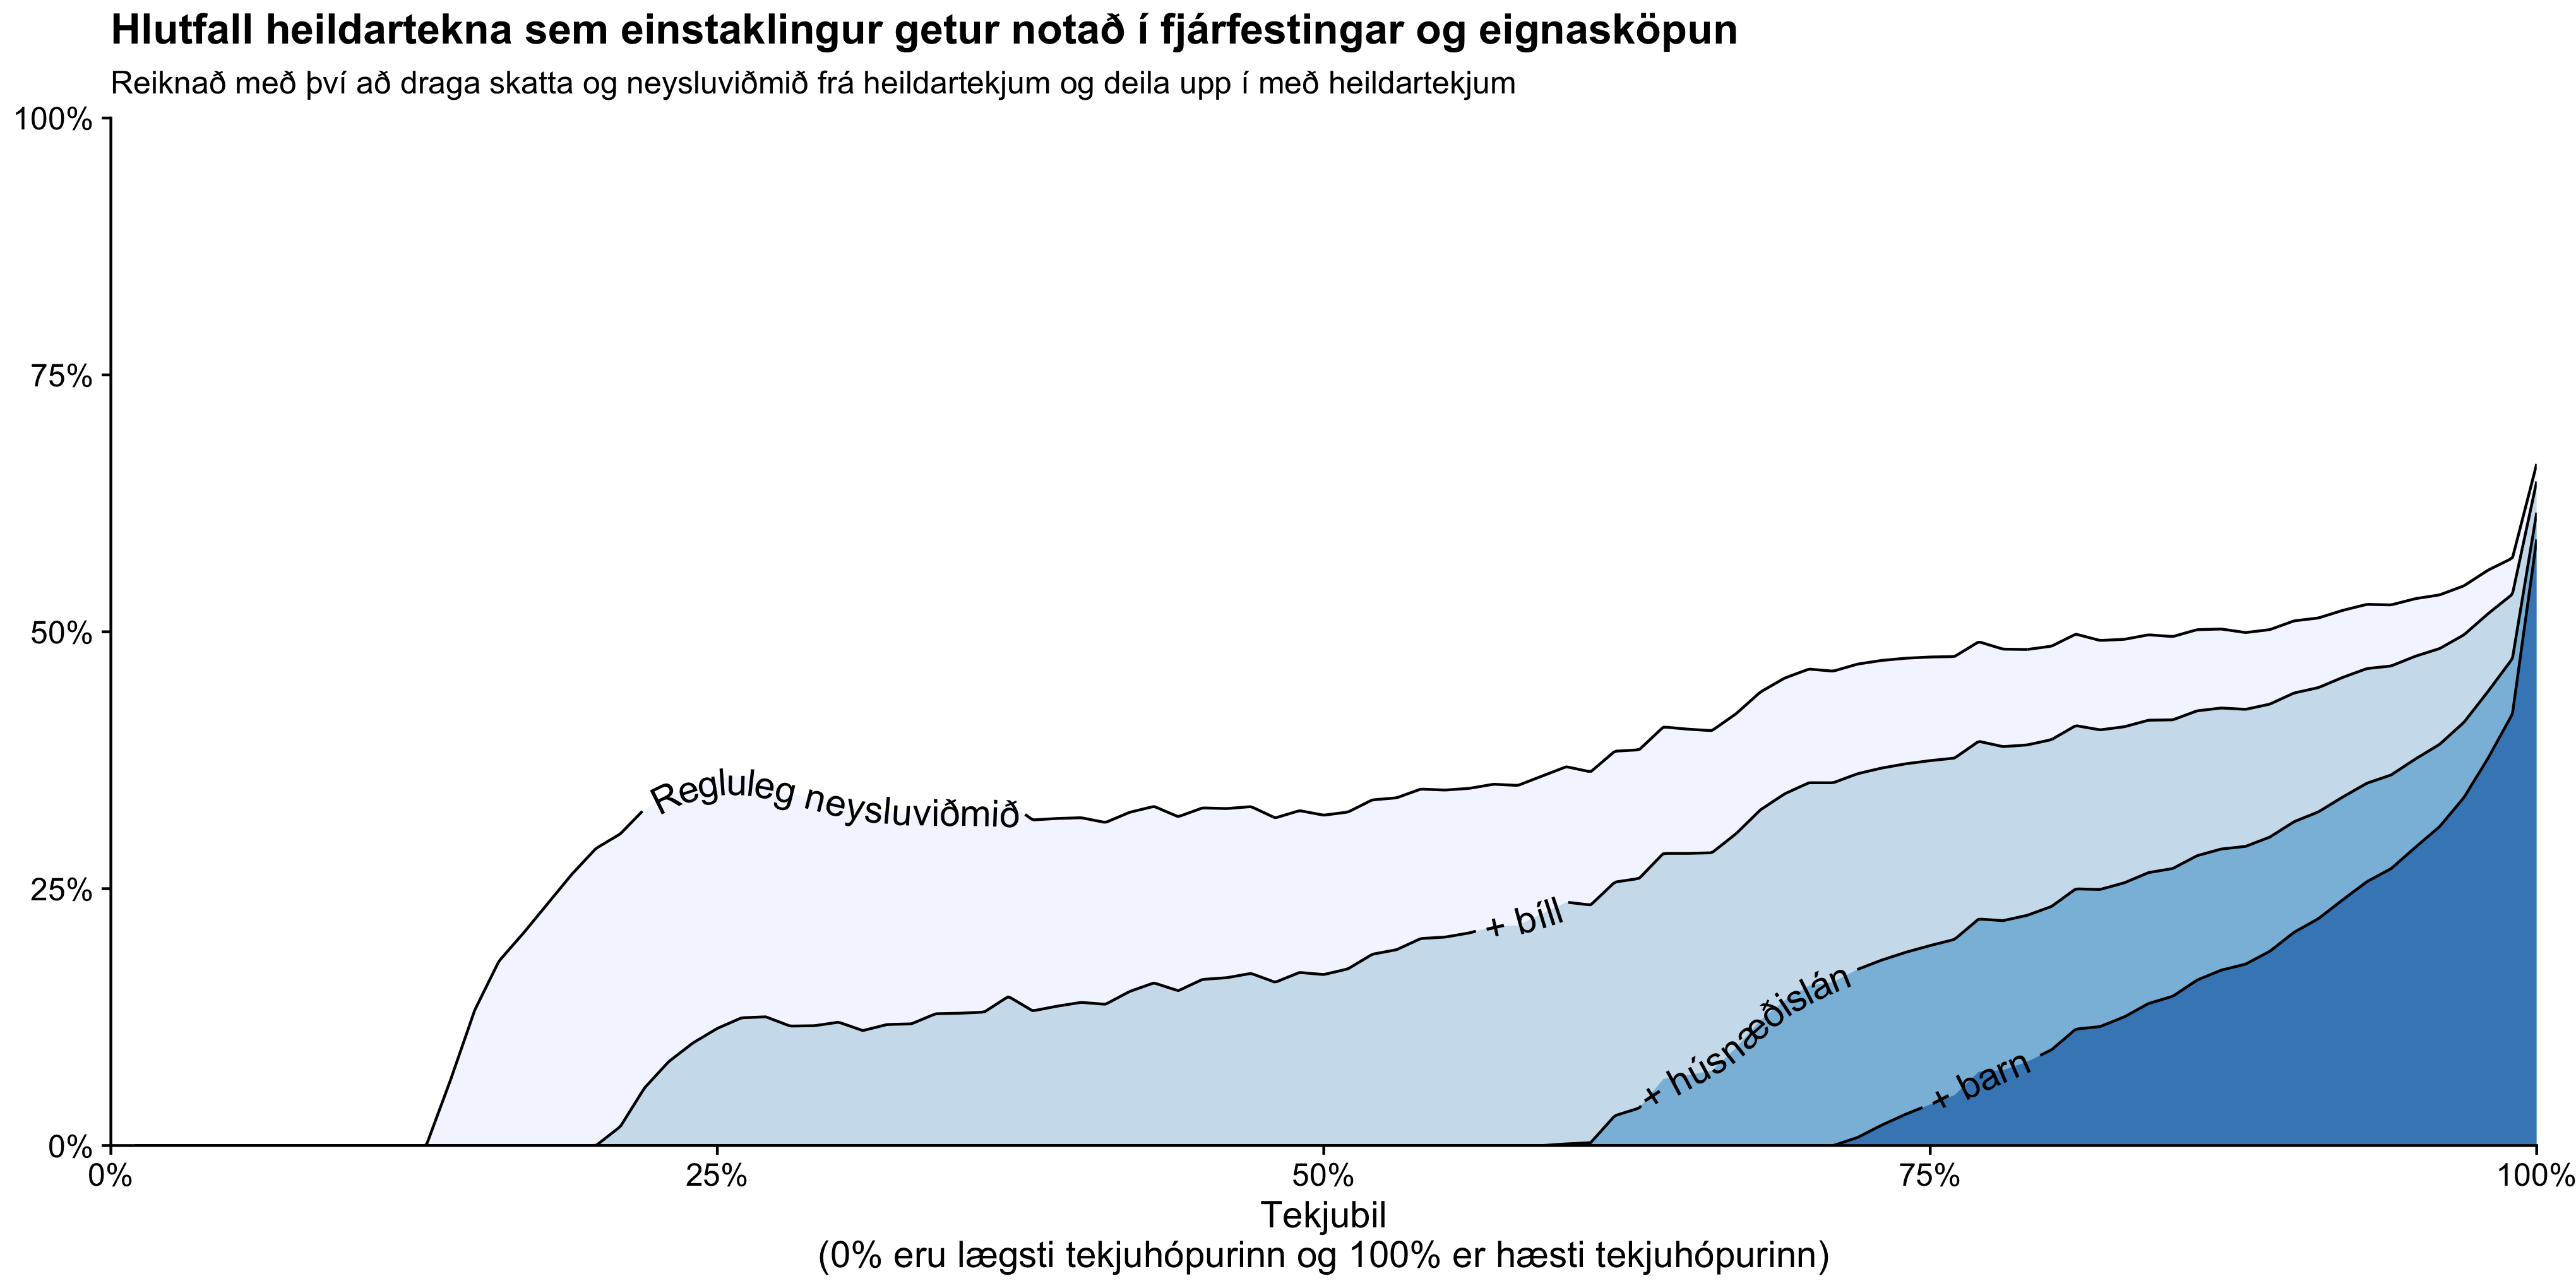 Hlutfall heildartekna sem einstaklingur getur notað í fjárfestingar og eignasköpun
Reiknað með því að draga skatta og neysluviðmið frá heildartekjum og deila upp í með heildartekjum
100%
75%
50%
25%
0%
Regluleg neysluviðmið
+ bíll
+ húsnæðislán
+ barn
0%
25%
50%
75%
100%
Tekjubil
(0% eru lægsti tekjuhópurinn og 100% er hæsti tekjuhópurinn)